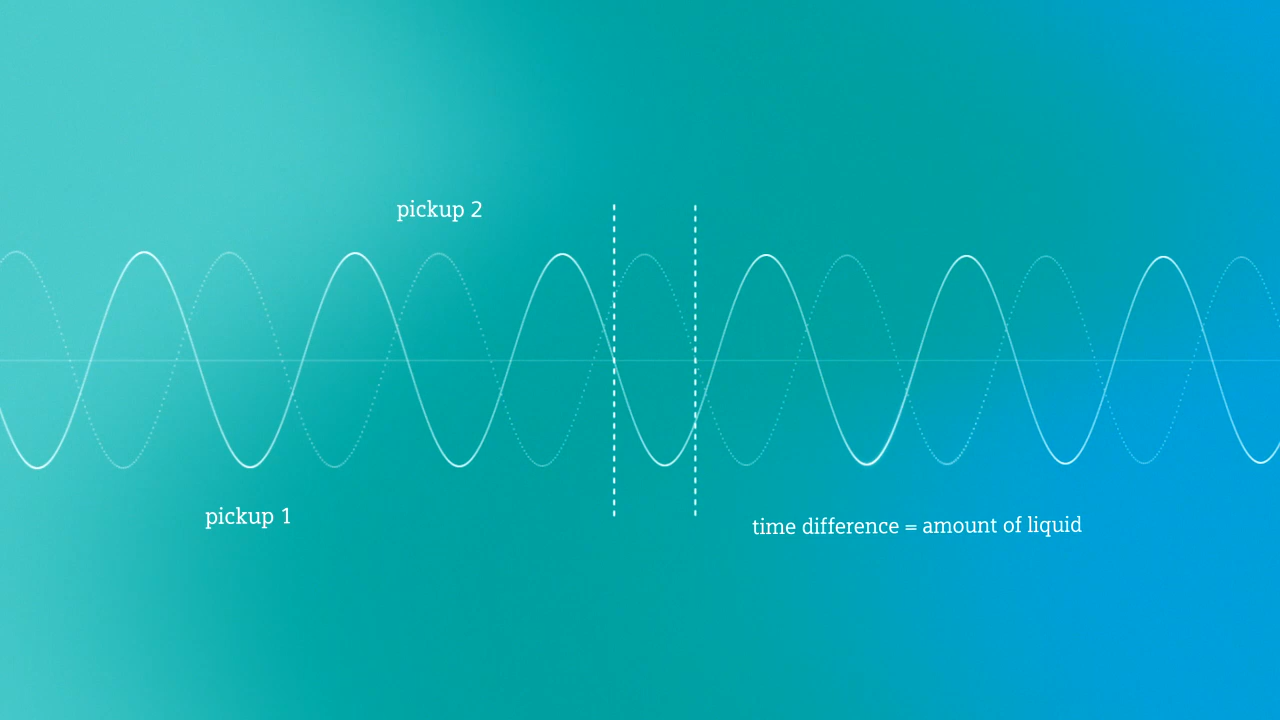 pickup 2
pickup 1
time difference = amount of liquid